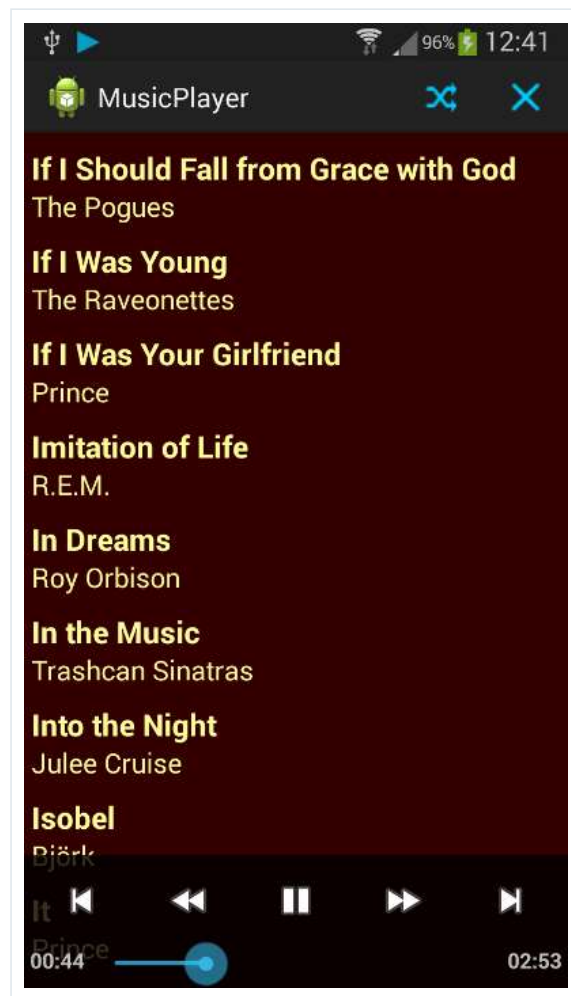 96% 12:41
MusicPlayer
If I Should Fall from Grace with God
The Pogues
If I Was Young
The Raveonettes
If I Was Your Girlfriend
Prince
Imitation of Life
R.E.M.
In Dreams
Roy Orbison
In the Music
Trashcan Sinatras
Into the Night
Julee Cruise
Isobel
Björk
It
Prince
00:44 02:53